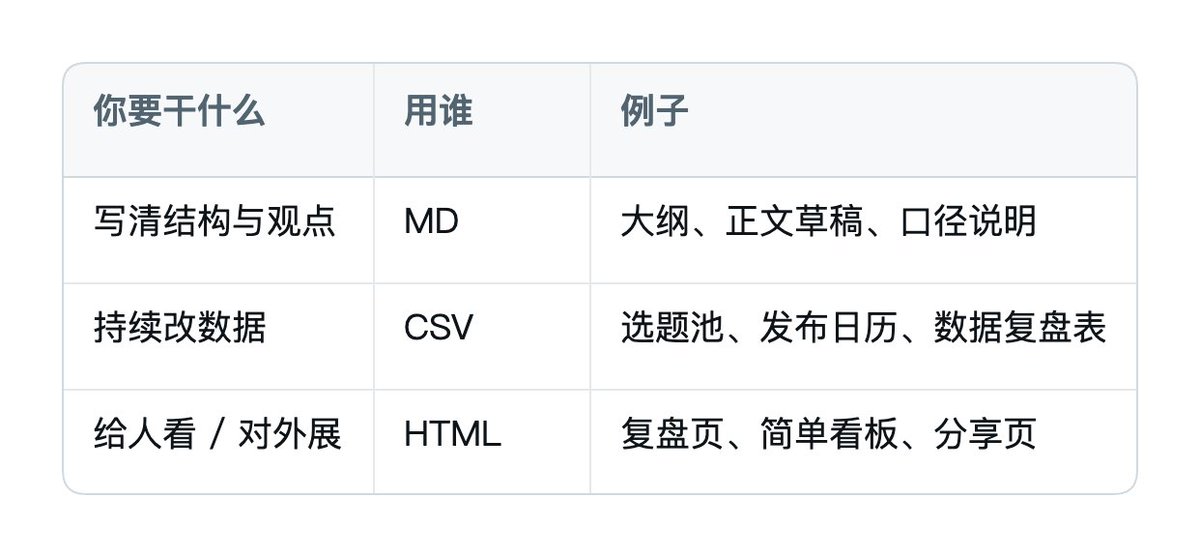 你要干什么 用谁 例子
写清结构与观点 MD 大纲、正文草稿、口径说明
持续改数据 CSV 选题池、发布日历、数据复盘表
给人看 / 对外展 HTML 复盘页、简单看板、分享页